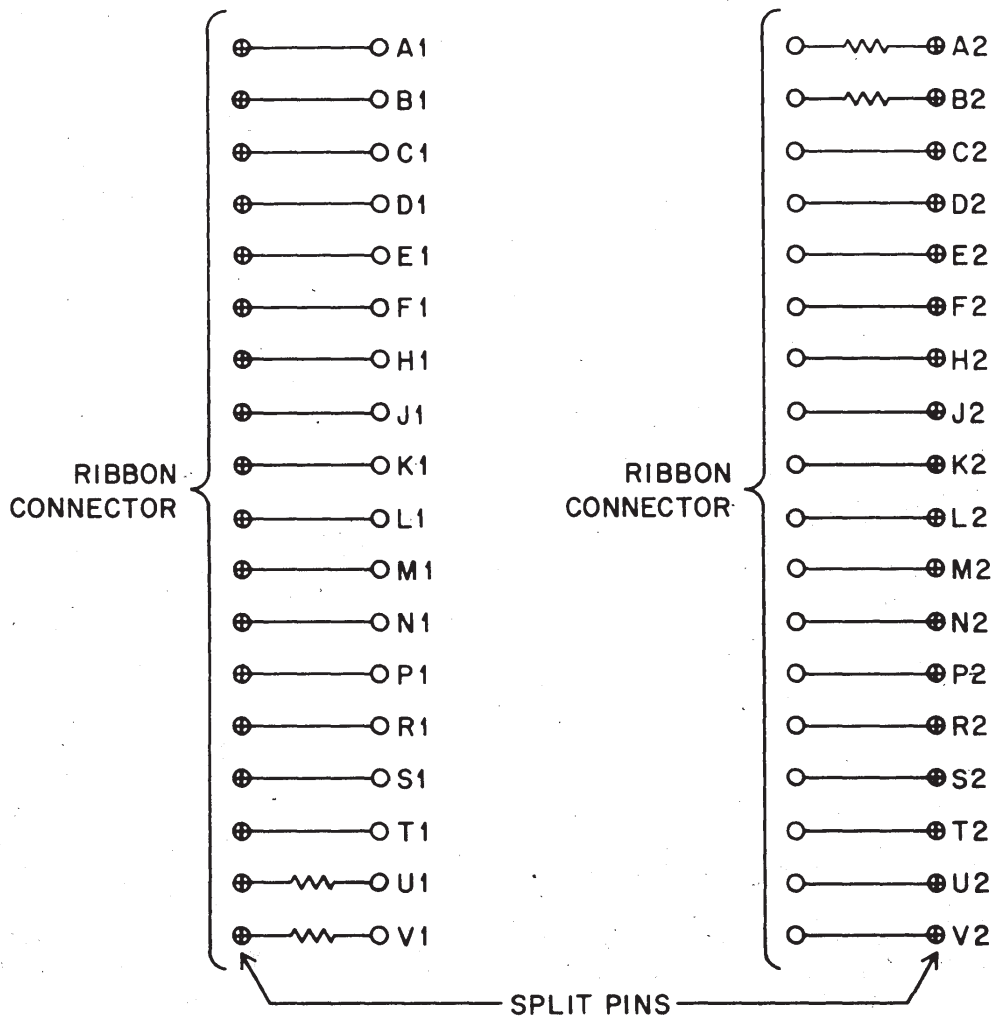 A1
B1
C1
D1
E1
F1
H1
J1
K1
L1
M1
N1
P1
R1
S1
T1
U1
V1
RIBBON
CONNECTOR
A2
B2
C2
D2
E2
F2
H2
J2
K2
L2
M2
N2
P2
R2
S2
T2
U2
V2
RIBBON
CONNECTOR
SPLIT PINS